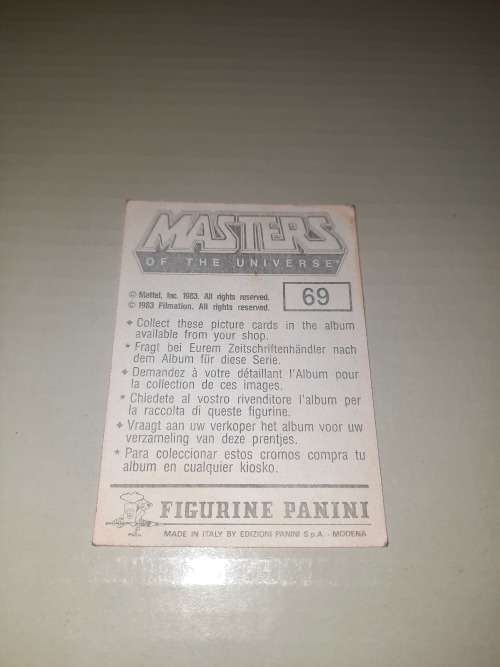 MASTERS
OF THE UNIVERSE™
© Mattel, Inc. 1983. All rights reserved.
© 1983 Filmation. All rights reserved.
69
Collect these picture cards in the album
available from your shop.
* Fragt bei Eurem Zeitschriftenhändler nach
dem Album für diese Serie.
Demandez à votre détaillant l'Album pour
la collection de ces images.
* Chiedete al vostro rivenditore l'album per
la raccolta di queste figurine.
Vraagt aan uw verkoper het album voor uw
verzameling van deze prentjes.
* Para coleccionar estos cromos compra tu
album en cualquier kiosko.
FIGURINE PANINI
MADE IN ITALY BY EDIZIONI PANINI S.p.A. - MODENA